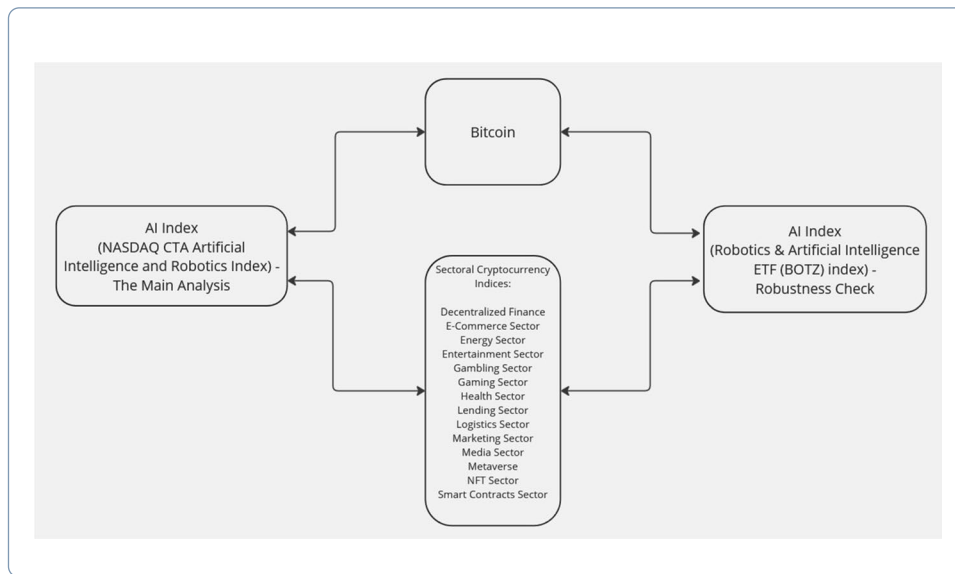 Bitcoin
AI Index
(NASDAQ CTA Artificial
Intelligence and Robotics Index) -
The Main Analysis
AI Index
(Robotics & Artificial Intelligence
ETF (BOTZ) index) -
Robustness Check
Sectoral Cryptocurrency
Indices:
Decentralized Finance
E-Commerce Sector
Energy Sector
Entertainment Sector
Gambling Sector
Gaming Sector
Health Sector
Lending Sector
Logistics Sector
Marketing Sector
Media Sector
Metaverse
NFT Sector
Smart Contracts Sector